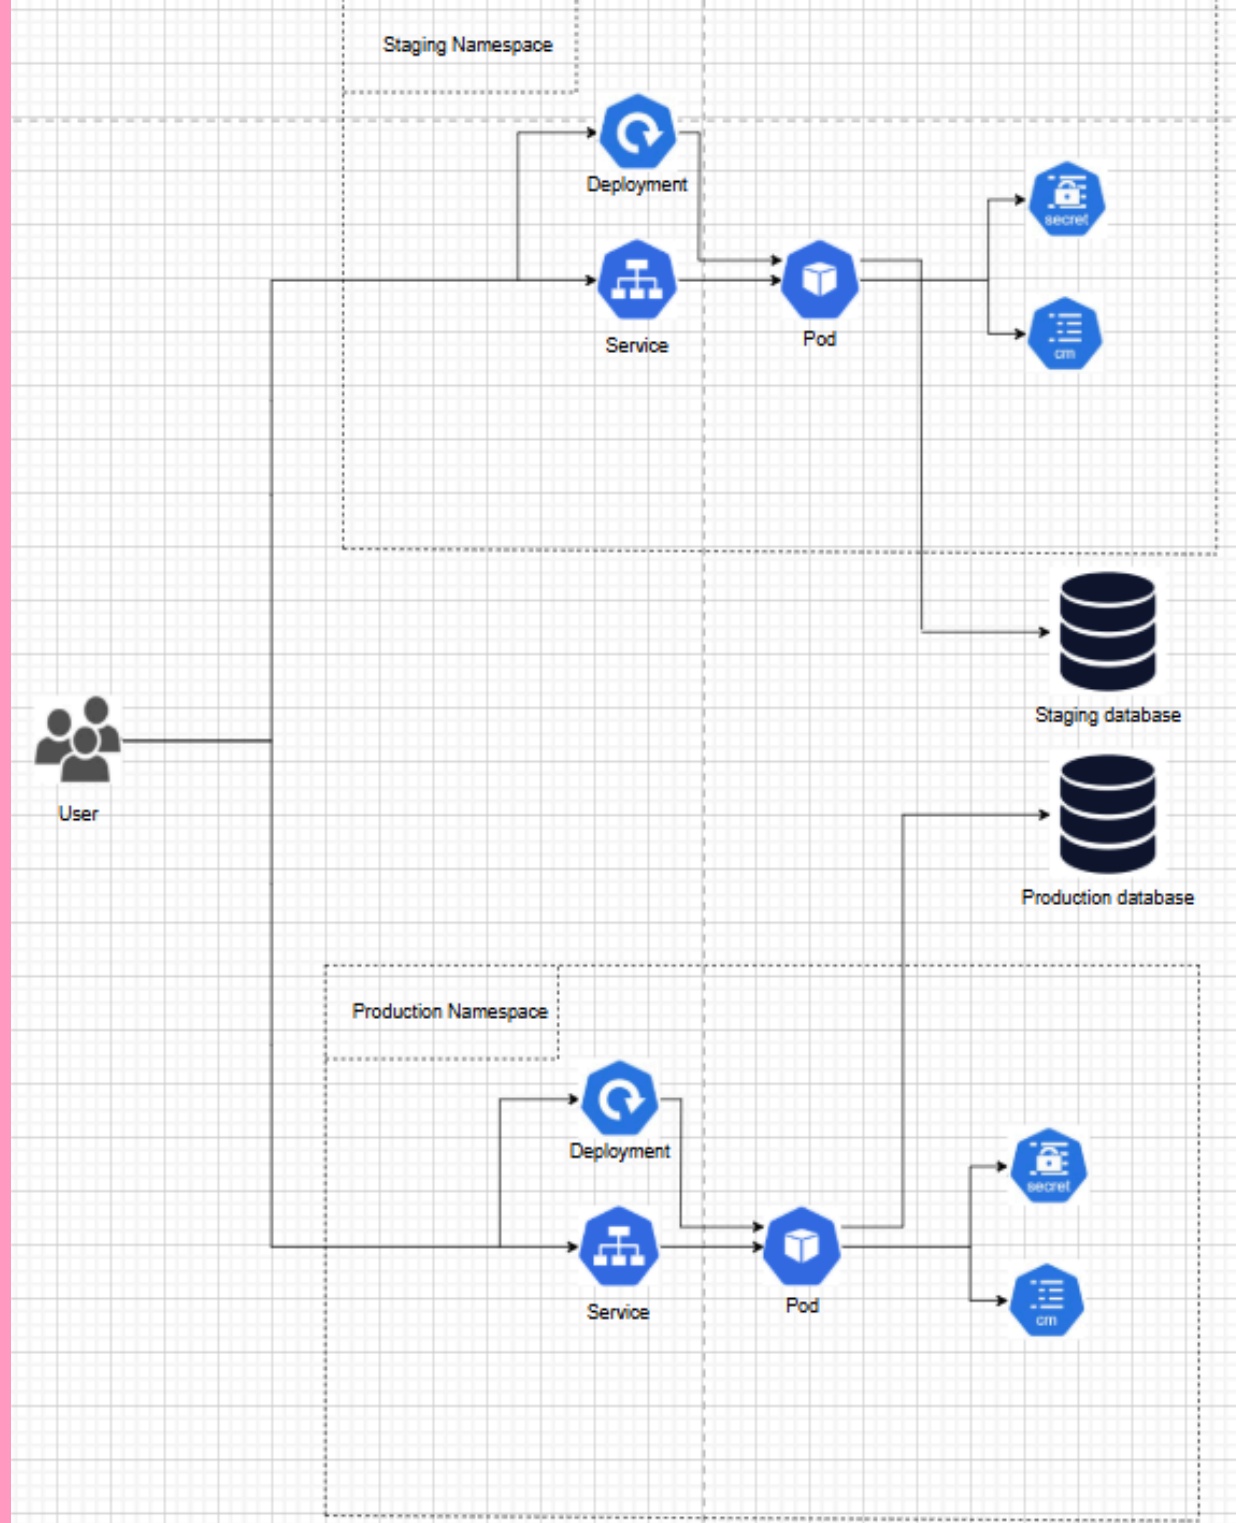 Staging Namespace
Deployment
secret
Service
Pod
cm
Staging database
User
Production database
Production Namespace
Deployment
secret
Service
Pod
cm